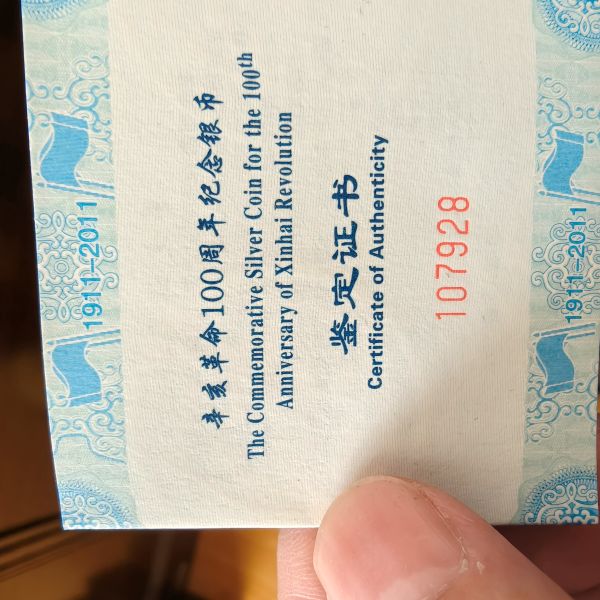 1911-2011
辛亥革命100周年纪念银币
The Commemorative Silver Coin for the 100th
Anniversary of Xinhai Revolution
鉴定证书
Certificate of Authenticity
107928
1911-2011